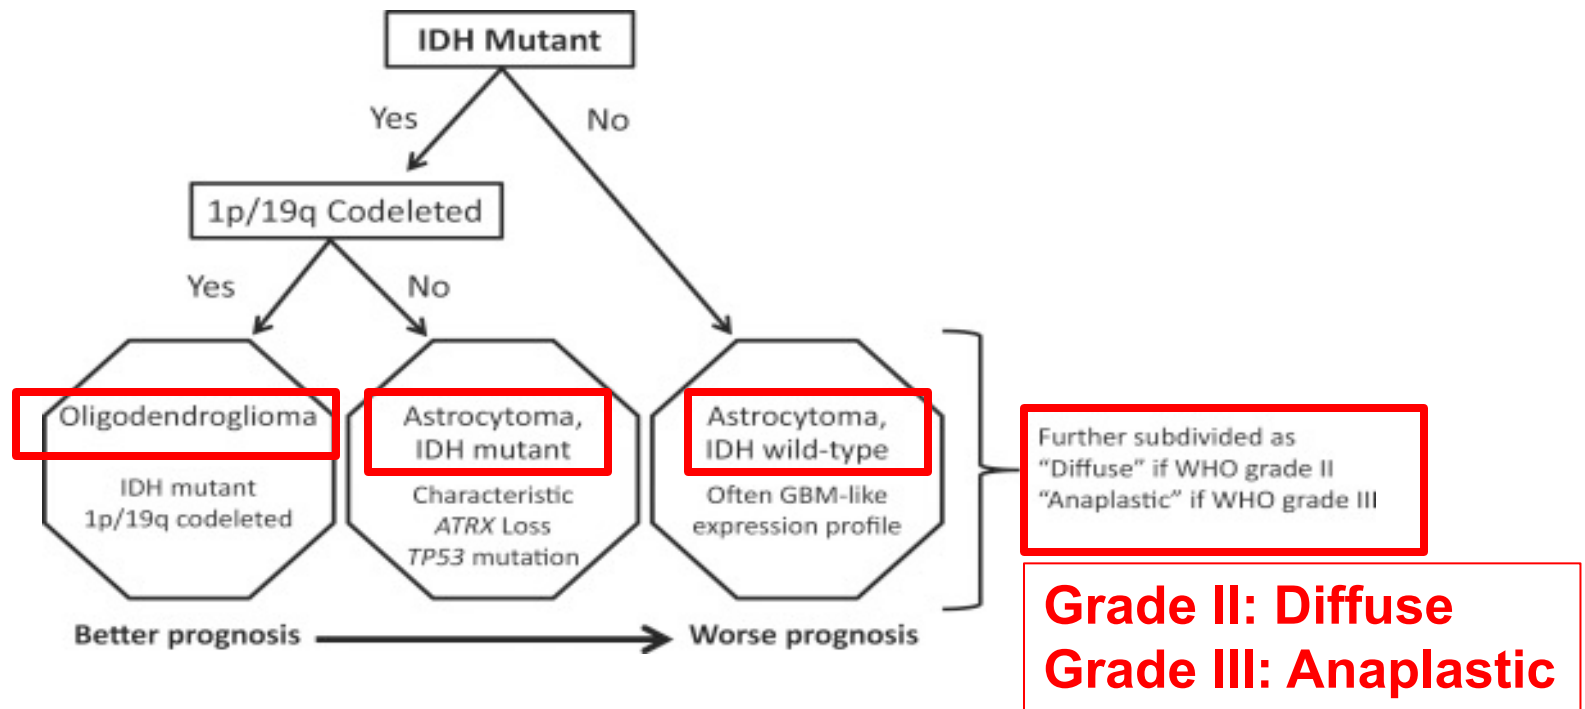 IDH Mutant
Yes
No
1p/19q Codeleted
Yes
No
Oligodendroglioma
IDH mutant
1p/19q codeleted
Astrocytoma,
IDH mutant
Characteristic
ATRX Loss
TP53 mutation
Astrocytoma,
IDH wild-type
Often GBM-like
expression profile
Further subdivided as
“Diffuse” if WHO grade II
“Anaplastic” if WHO grade III
Grade II: Diffuse
Grade III: Anaplastic
Better prognosis
Worse prognosis